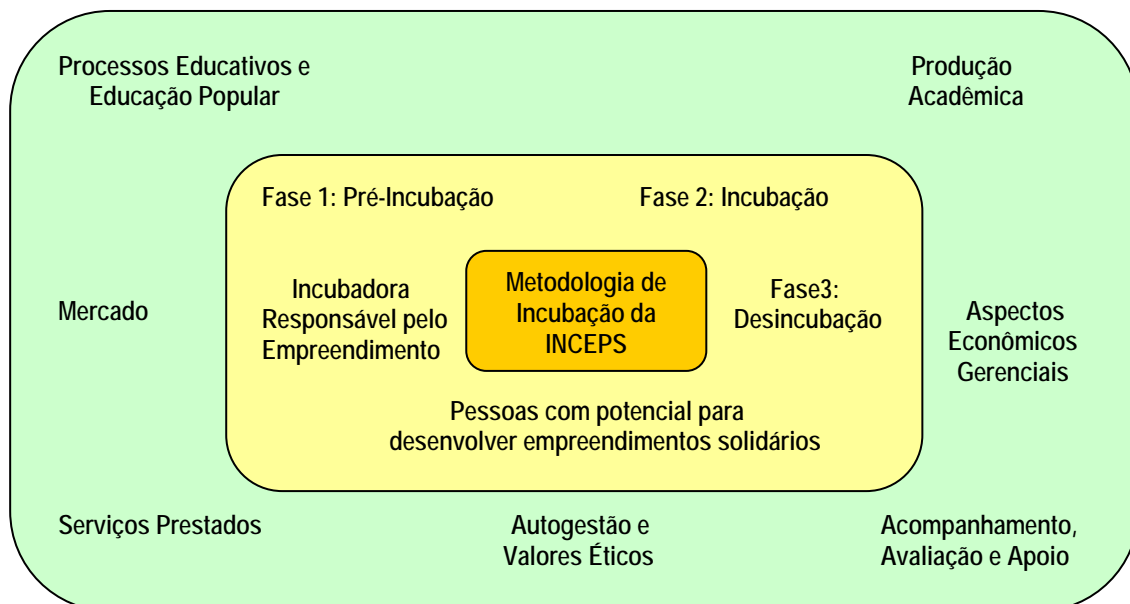 Processos Educativos e
Educação Popular
Produção
Acadêmica
Fase 1: Pré-Incubação
Fase 2: Incubação
Mercado
Incubadora
Responsável pelo
Empreendimento
Metodologia de
Incubação da
INCEPS
Fase3:
Desincubação
Aspectos
Econômicos
Gerenciais
Pessoas com potencial para
desenvolver empreendimentos solidários
Serviços Prestados
Autogestão e
Valores Éticos
Acompanhamento,
Avaliação e Apoio